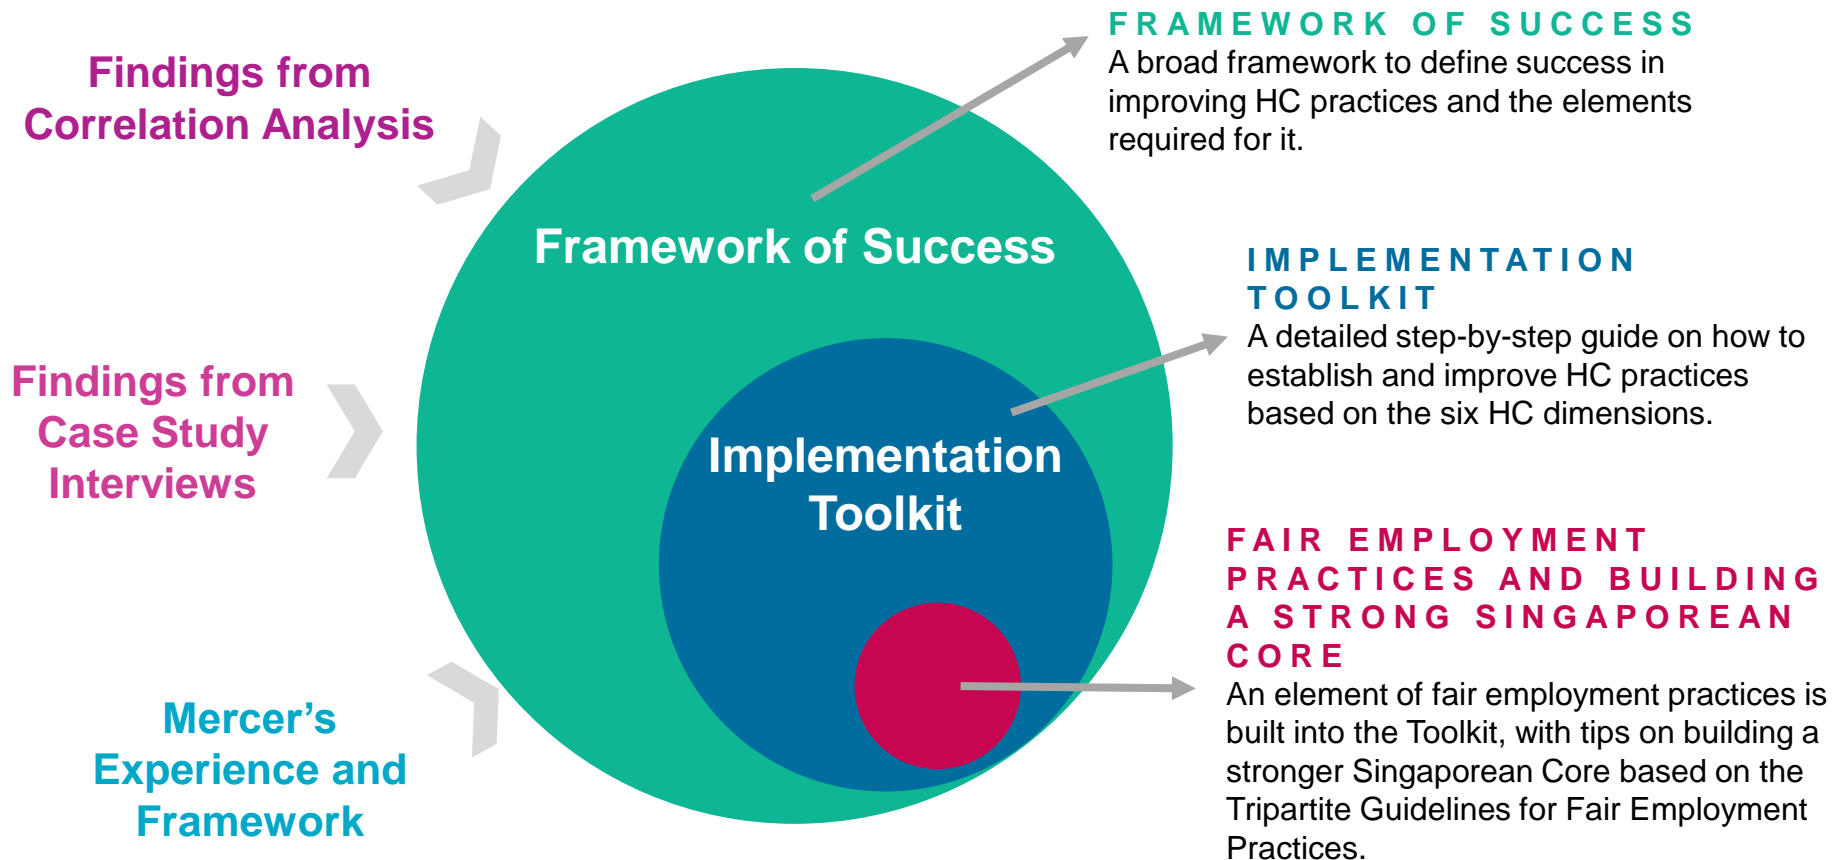 Findings from
Correlation Analysis
Findings from
Case Study
Interviews
Mercer’s
Experience and
Framework
Framework of Success
Implementation
Toolkit
FRAMEWORK OF SUCCESS
A broad framework to define success in
improving HC practices and the elements
required for it.
IMPLEMENTATION
TOOLKIT
A detailed step-by-step guide on how to
establish and improve HC practices
based on the six HC dimensions.
FAIR EMPLOYMENT
PRACTICES AND BUILDING
A STRONG SINGAPOREAN
CORE
An element of fair employment practices is
built into the Toolkit, with tips on building a
stronger Singaporean Core based on the
Tripartite Guidelines for Fair Employment
Practices.